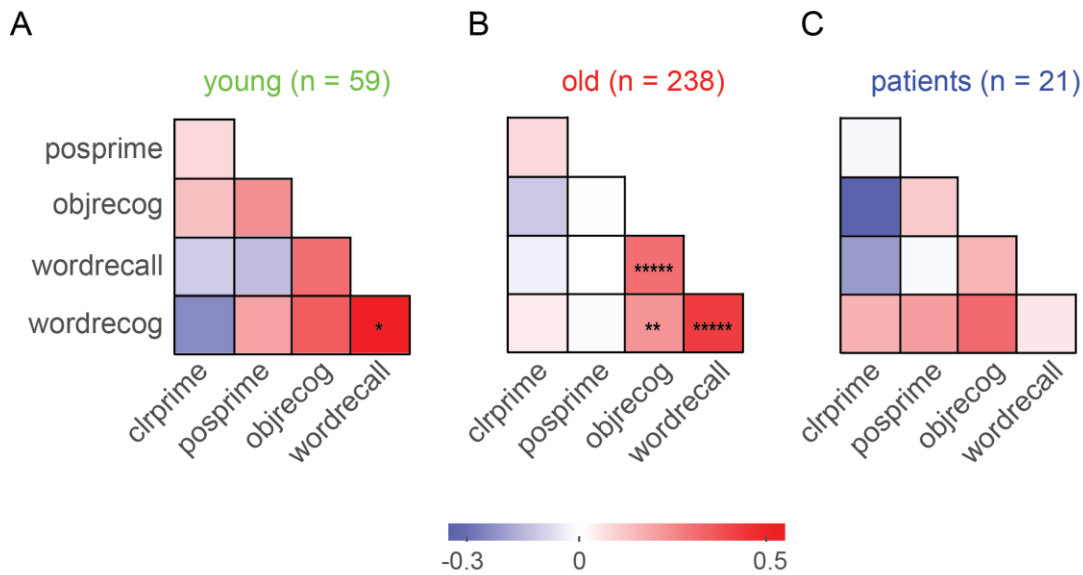 A
B
C
young (n = 59)
old (n = 238)
patients (n = 21)
posprime
objrecog
wordrecall
*****
wordrecog
*
**
*****
clrprime
posprime
objrecog
wordrecall
clrprime
posprime
objrecog
wordrecall
clrprime
posprime
objrecog
wordrecall
-0.3
0
0.5